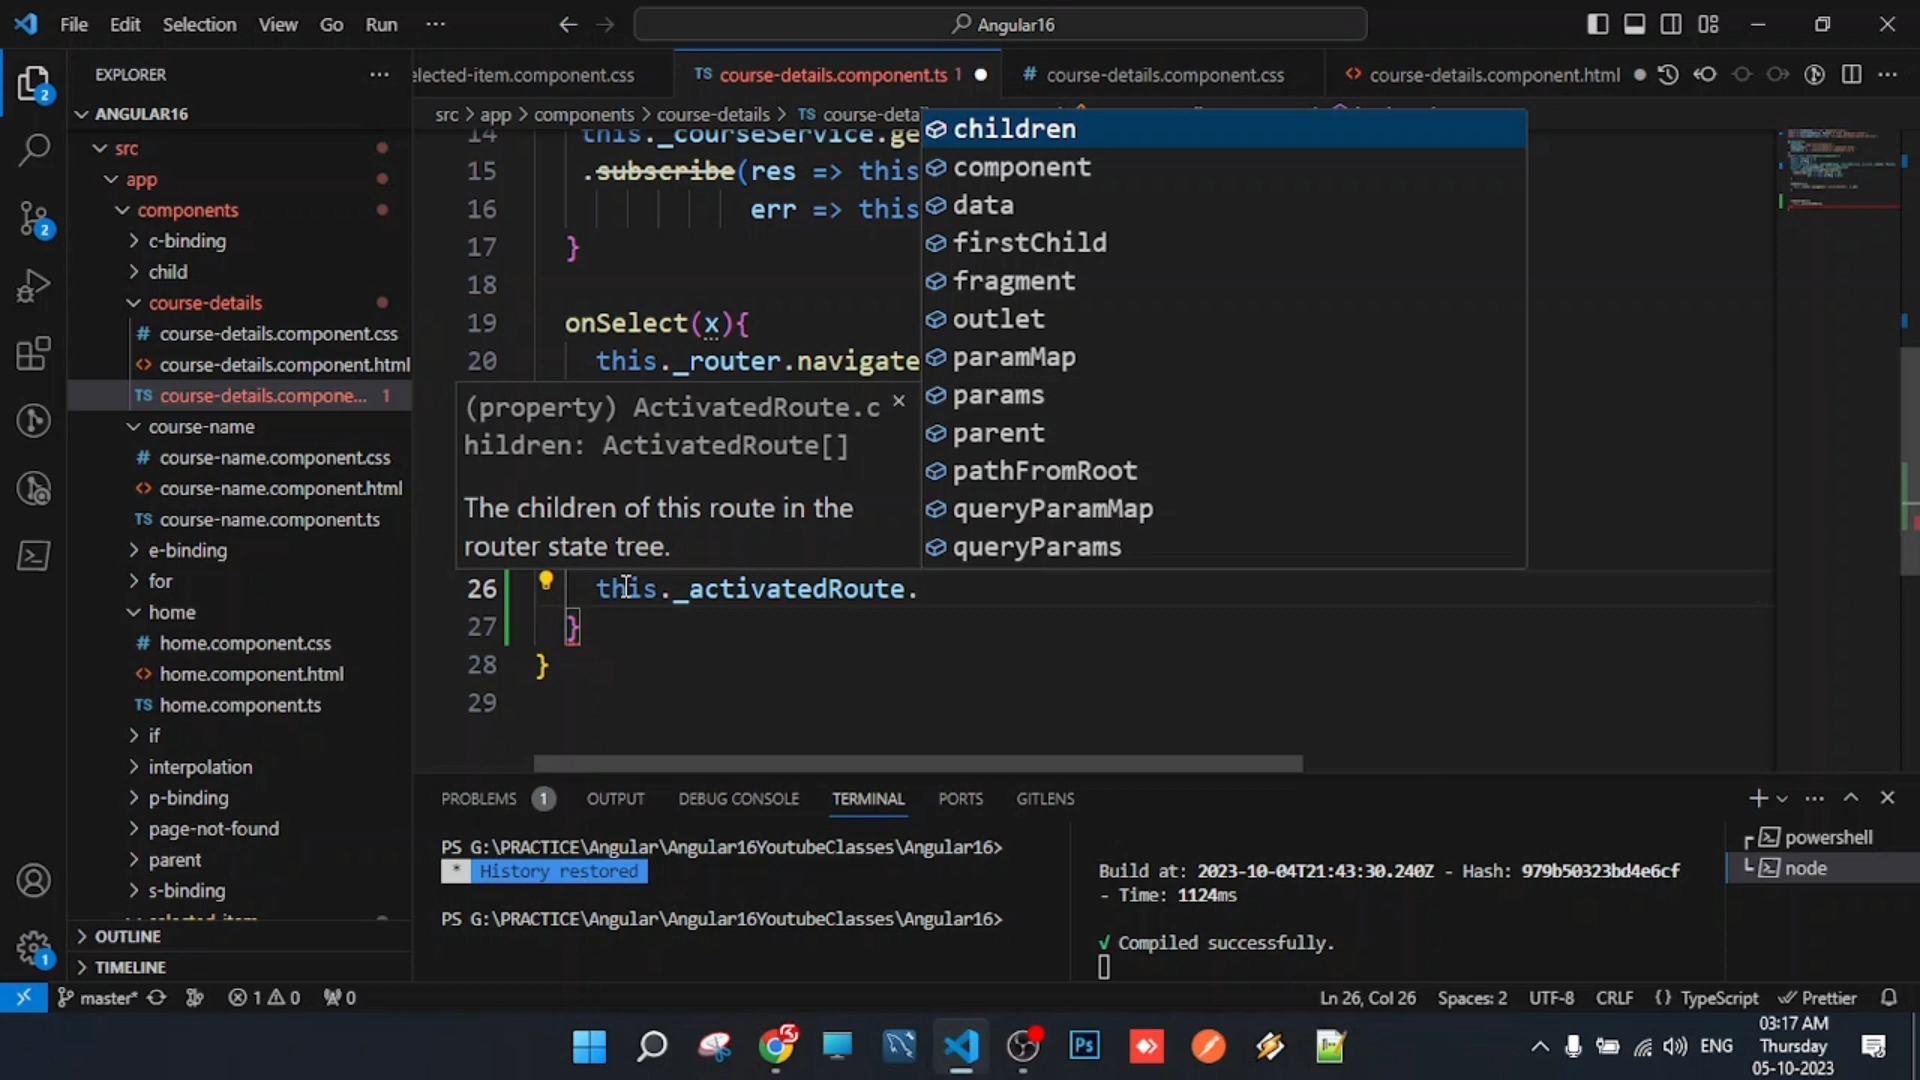 File Edit Selection View Go Run ···
Angular16
EXPLORER
elected-item.component.css
TS course-details.component.ts 1
# course-details.component.css
course-details.component.html
src > app > components > course-details > TS course-deta
ANGULAR16
src
app
components
c-binding
child
course-details
# course-details.component.css
<> course-details.component.html
TS course-details.compone... 1
course-name
# course-name.component.css
<> course-name.component.html
TS course-name.component.ts
e-binding
for
home
# home.component.css
<> home.component.html
TS home.component.ts
if
interpolation
p-binding
page-not-found
parent
s-binding
OUTLINE
TIMELINE
14 this._courseService.ge
15 .subscribe(res => this
16 err => this
17 }
18
19 onSelect(x){
20 this._router.navigate
(property) ActivatedRoute.c
hildren: ActivatedRoute[]
The children of this route in the
router state tree.
children
component
data
firstChild
fragment
outlet
paramMap
params
parent
pathFromRoot
queryParamMap
queryParams
26 this._activatedRoute.
27 }
28 }
29
PROBLEMS 1 OUTPUT DEBUG CONSOLE TERMINAL PORTS GITLENS
PS G:\PRACTICE\Angular\Angular16YoutubeClasses\Angular16>
* History restored
PS G:\PRACTICE\Angular\Angular16YoutubeClasses\Angular16>
Build at: 2023-10-04T21:43:30.240Z - Hash: 979b50323bd4e6cf
- Time: 1124ms
√ Compiled successfully.
powershell
node
master* 1 0 0
Ln 26, Col 26 Spaces: 2 UTF-8 CRLF {} TypeScript Prettier
ENG
03:17 AM
Thursday
05-10-2023